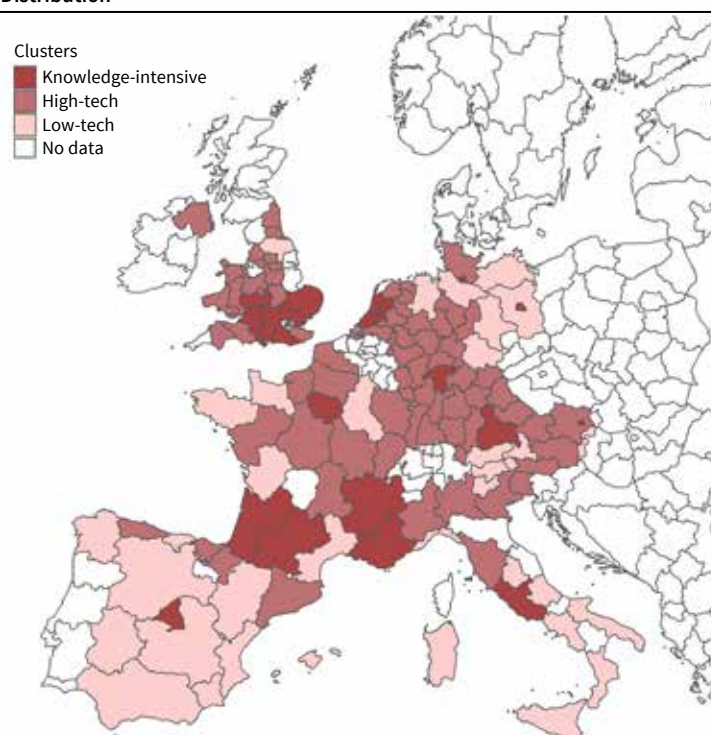 Distribution
Clusters
Knowledge-intensive
High-tech
Low-tech
No data